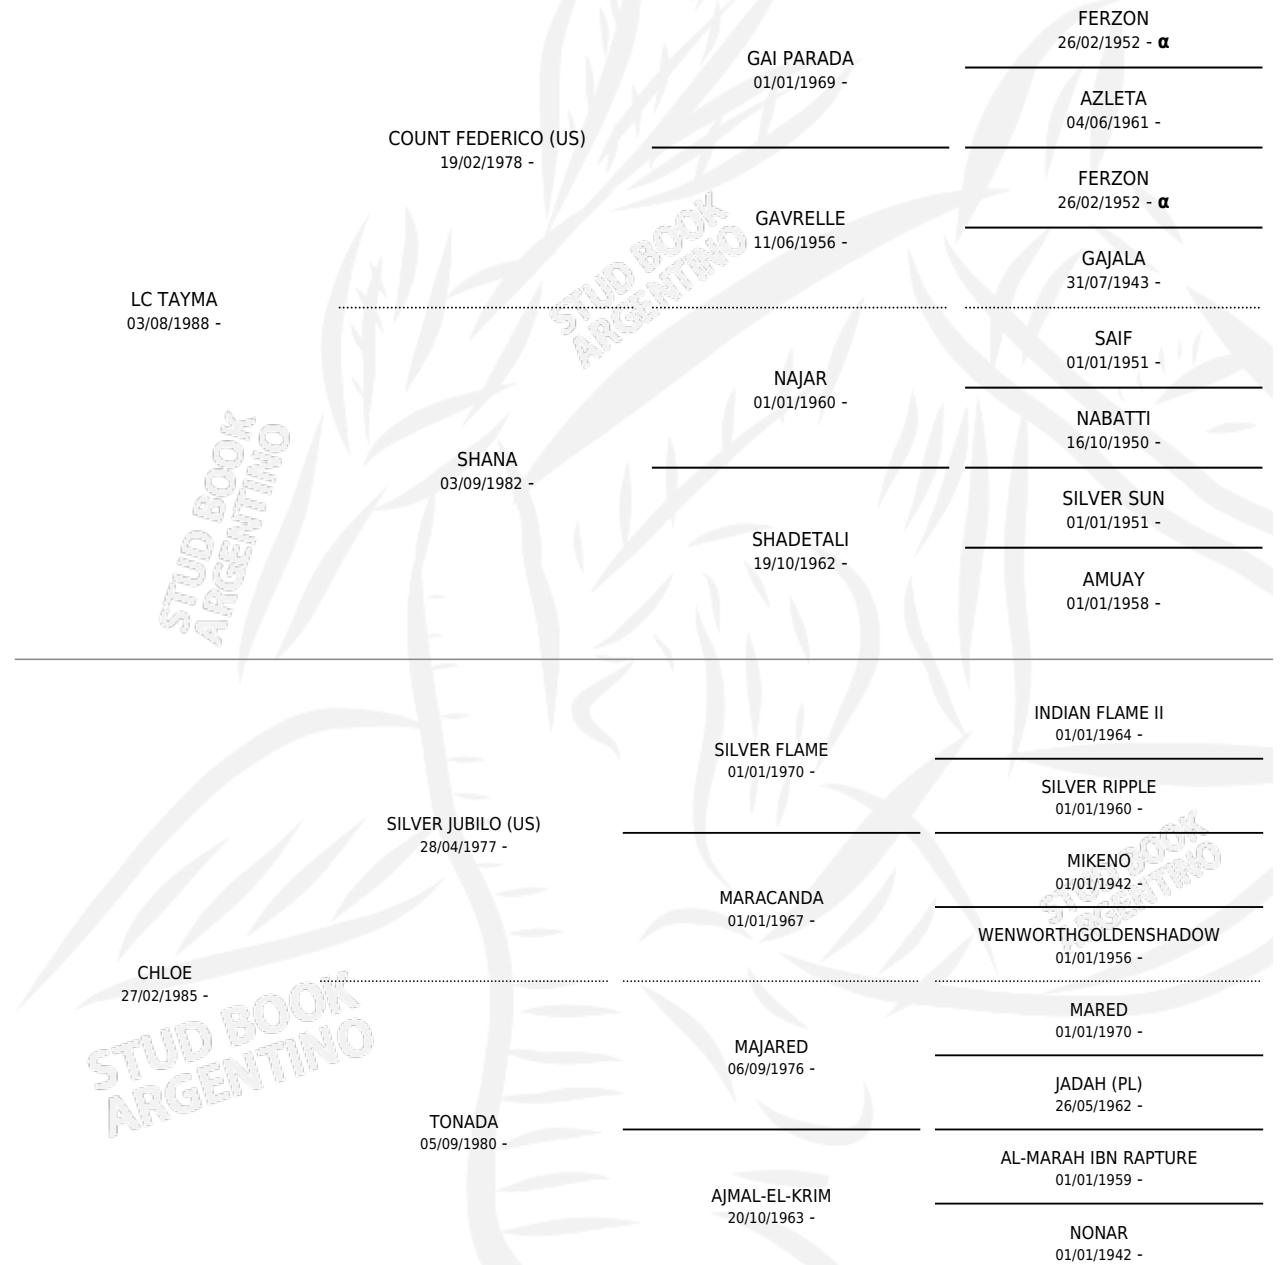 FERZON
26/02/1952 - α
GAI PARADA
01/01/1969 -
AZLETA
04/06/1961 -
COUNT FEDERICO (US)
19/02/1978 -
FERZON
26/02/1952 - α
GAVRELLE
11/06/1956 -
GAJALA
31/07/1943 -
LC TAYMA
03/08/1988 -
SAIF
01/01/1951 -
NAJAR
01/01/1960 -
NABATTI
16/10/1950 -
SHANA
03/09/1982 -
SILVER SUN
01/01/1951 -
SHADETALI
19/10/1962 -
AMUAY
01/01/1958 -
INDIAN FLAME II
01/01/1964 -
SILVER FLAME
01/01/1970 -
SILVER RIPPLE
01/01/1960 -
SILVER JUBILO (US)
28/04/1977 -
MIKENO
01/01/1942 -
MARACANDA
01/01/1967 -
WENWORTHGOLDENSHADOW
01/01/1956 -
CHLOE
27/02/1985 -
MARED
01/01/1970 -
MAJARED
06/09/1976 -
JADAH (PL)
26/05/1962 -
TONADA
05/09/1980 -
AL-MARAH IBN RAPTURE
01/01/1959 -
AJMAL-EL-KRIM
20/10/1963 -
NONAR
01/01/1942 -
STUD BOOK
ARGENTINO
STUD BOOK
ARGENTINO
STUD BOOK
ARGENTINO
STUD BOOK
ARGENTINO